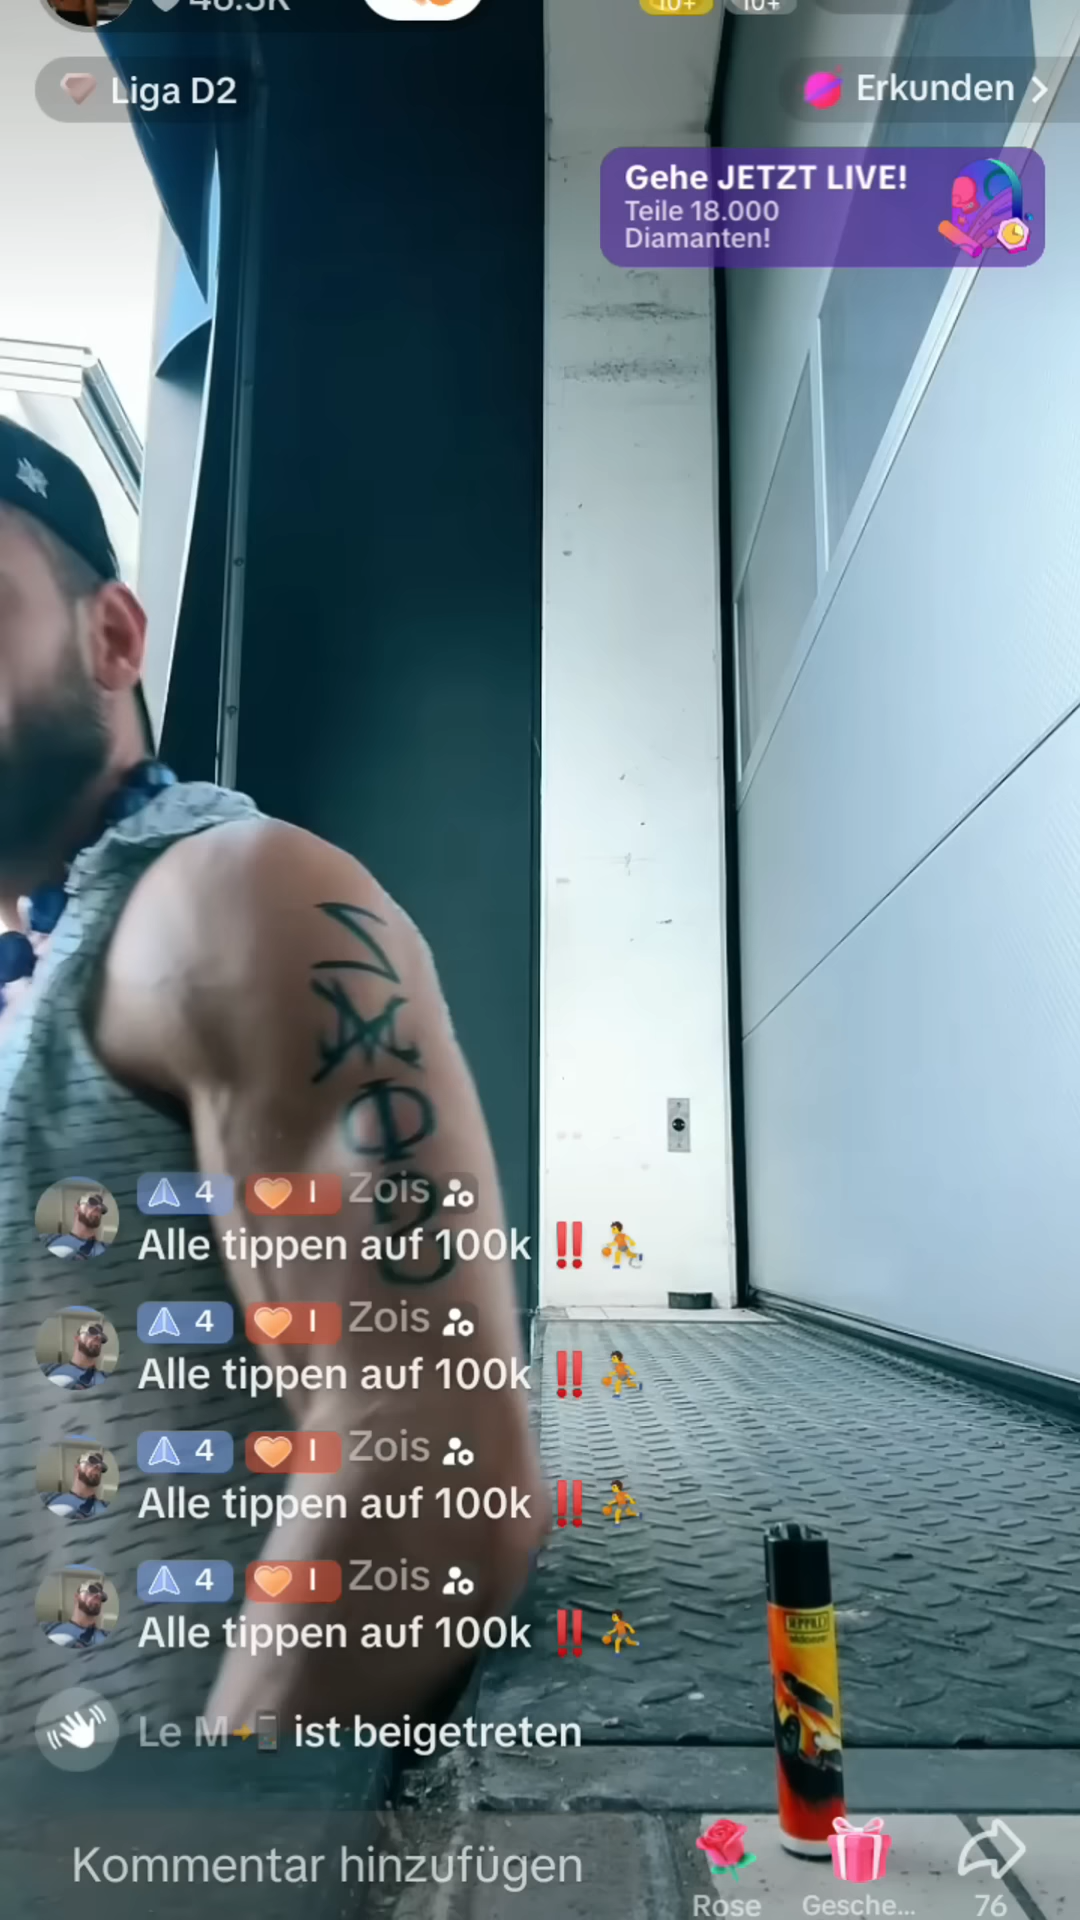 Liga D2
Erkunden
Gehe JETZT LIVE!
Teile 18.000
Diamanten!
4 I Zois
Alle tippen auf 100k ‼️ ⛹️
4 I Zois
Alle tippen auf 100k ‼️ ⛹️
4 I Zois
Alle tippen auf 100k ‼️ ⛹️
4 I Zois
Alle tippen auf 100k ‼️ ⛹️
Le M ist beigetreten
Kommentar hinzufügen
Rose
Gesche...
76